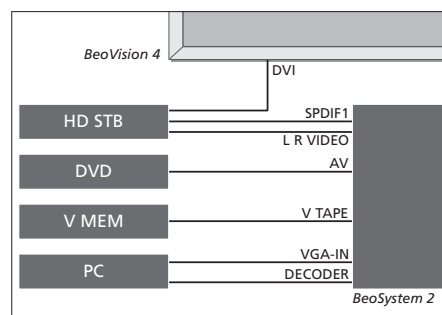 BeoVision 4
DVI
HD STB
SPDIF1
L R VIDEO
DVD
AV
V MEM
V TAPE
PC
VGA-IN
DECODER
BeoSystem 2